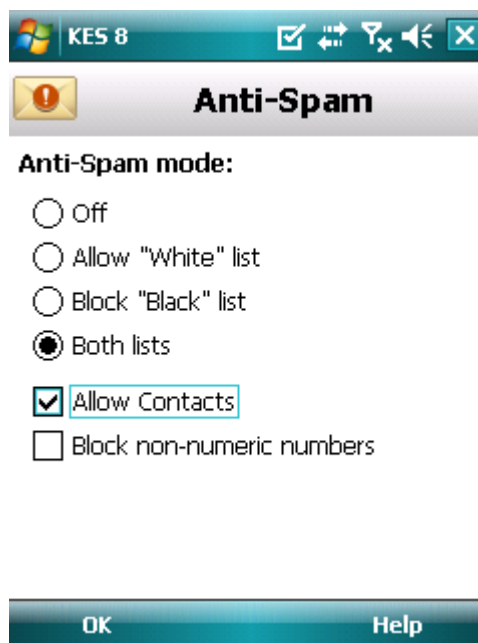 KES 8
Anti-Spam
Anti-Spam mode:
Off
Allow "White" list
Block "Black" list
Both lists
Allow Contacts
Block non-numeric numbers
OK Help